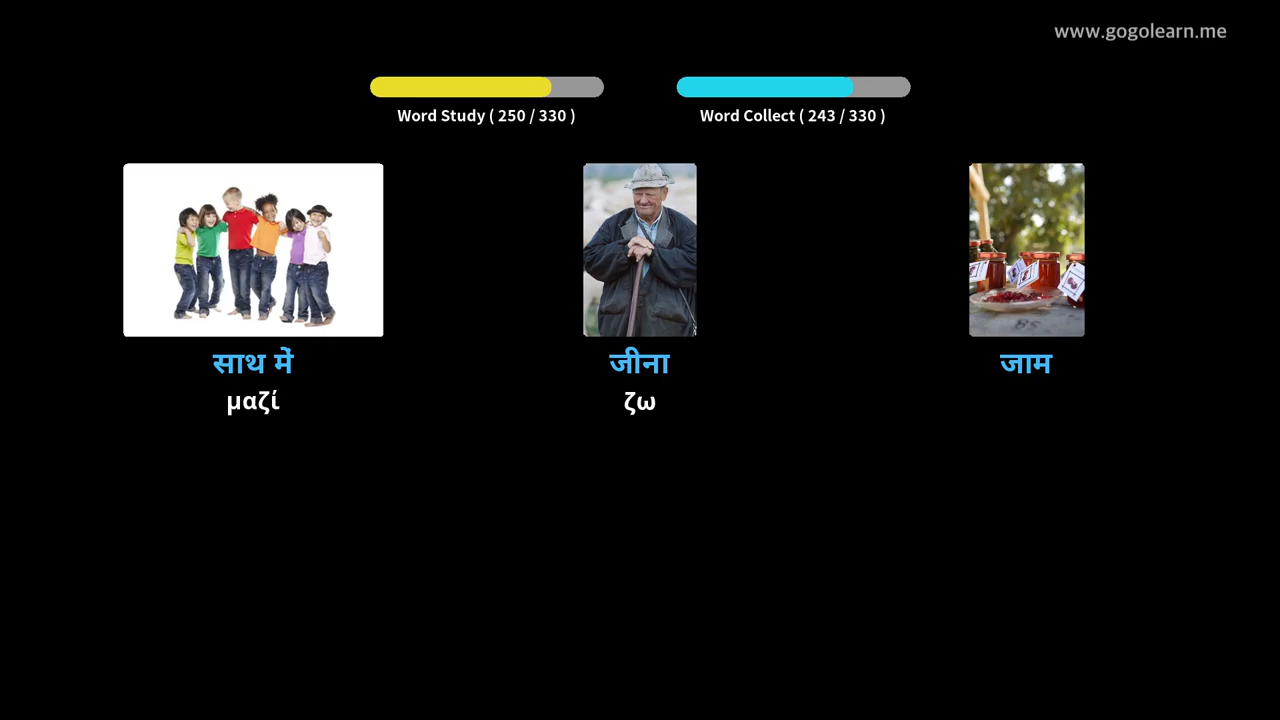 www.gogolearn.me
Word Study ( 250 / 330 )
Word Collect ( 243 / 330 )
साथ में
जीना
जाम
μαζί
ζω